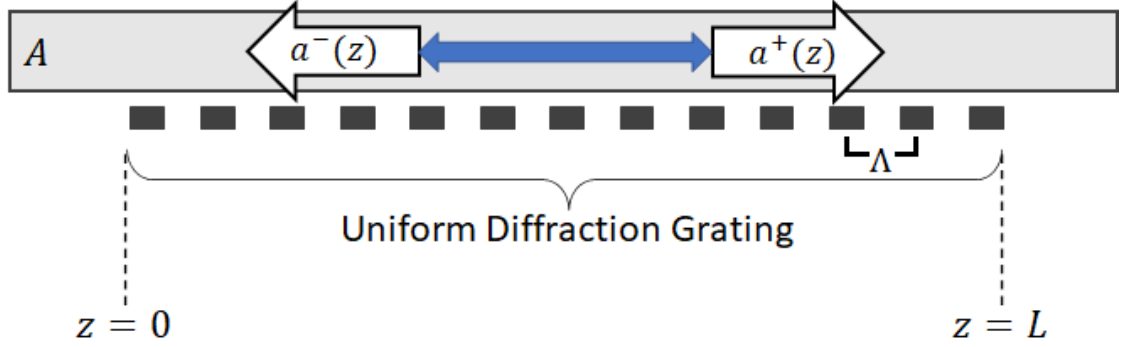 A
a⁻(z)
a⁺(z)
Λ
Uniform Diffraction Grating
z = 0
z = L